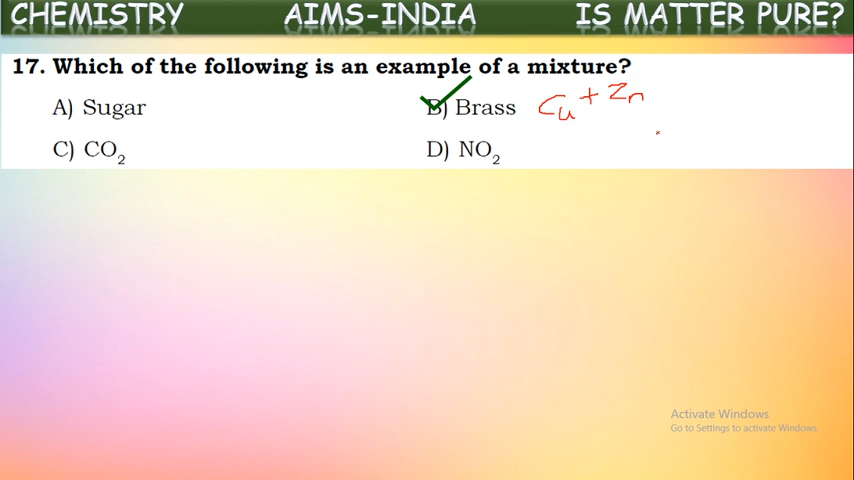 CHEMISTRY AIMS-INDIA IS MATTER PURE?
17. Which of the following is an example of a mixture?
A) Sugar B) Brass Cu + Zn
C) CO₂ D) NO₂
Activate Windows
Go to Settings to activate Windows.